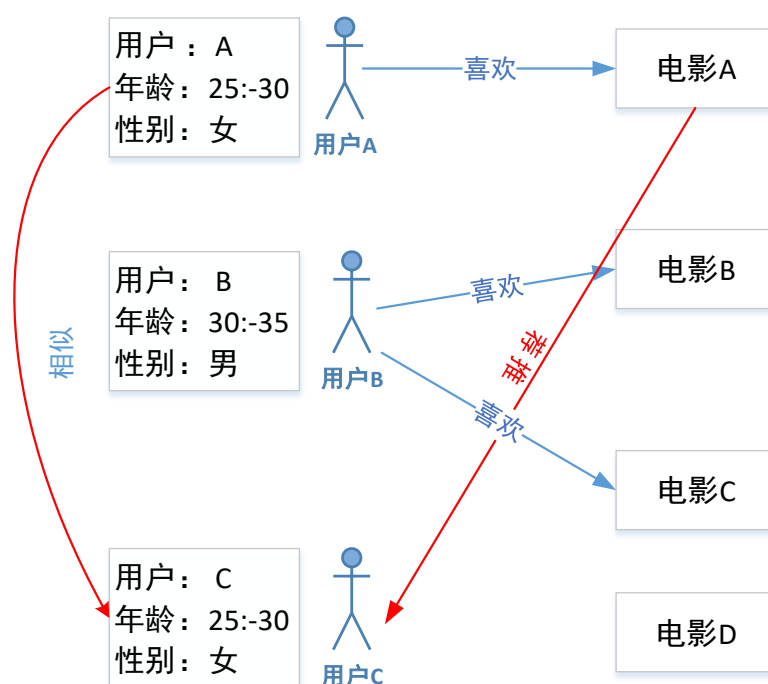 用户： A
年龄：25:-30
性别：女
用户A
喜欢
电影A
用户： B
年龄：30:-35
性别：男
用户B
喜欢
喜欢
电影B
相似
推荐
电影C
用户： C
年龄：25:-30
性别：女
用户C
电影D